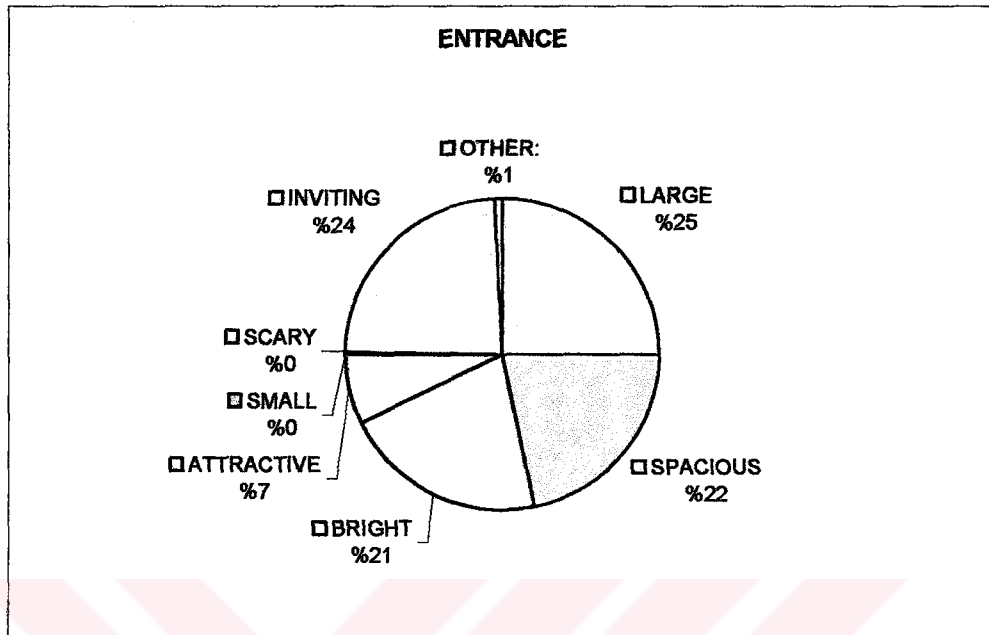 ENTRANCE
OTHER:
%1
INVITING
%24
LARGE
%25
SCARY
%0
SMALL
%0
ATTRACTIVE
%7
SPACIOUS
%22
BRIGHT
%21